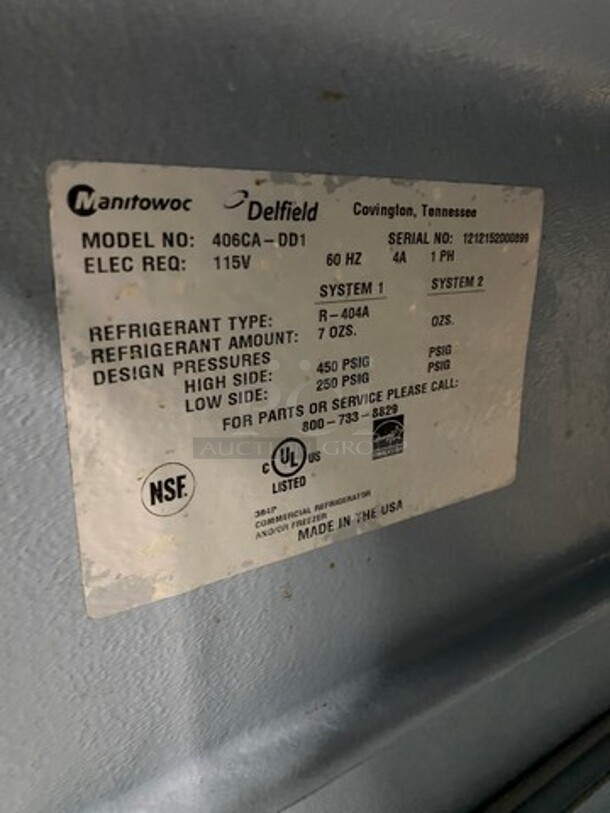 Manitowoc Delfield Covington, Tennessee
MODEL NO: 406CA-DD1 SERIAL NO: 1212152000899
ELEC REQ: 115V 60 HZ 4A 1 PH
SYSTEM 1 SYSTEM 2
REFRIGERANT TYPE: R-404A
REFRIGERANT AMOUNT: 7 OZS. OZS.
DESIGN PRESSURES
HIGH SIDE: 450 PSIG PSIG
LOW SIDE: 250 PSIG PSIG
FOR PARTS OR SERVICE PLEASE CALL:
800-733-8829
AUCTION GROUP
NSF.
C UL US
LISTED
384P
COMMERCIAL REFRIGERATOR
AND/OR FREEZER
MADE IN THE USA